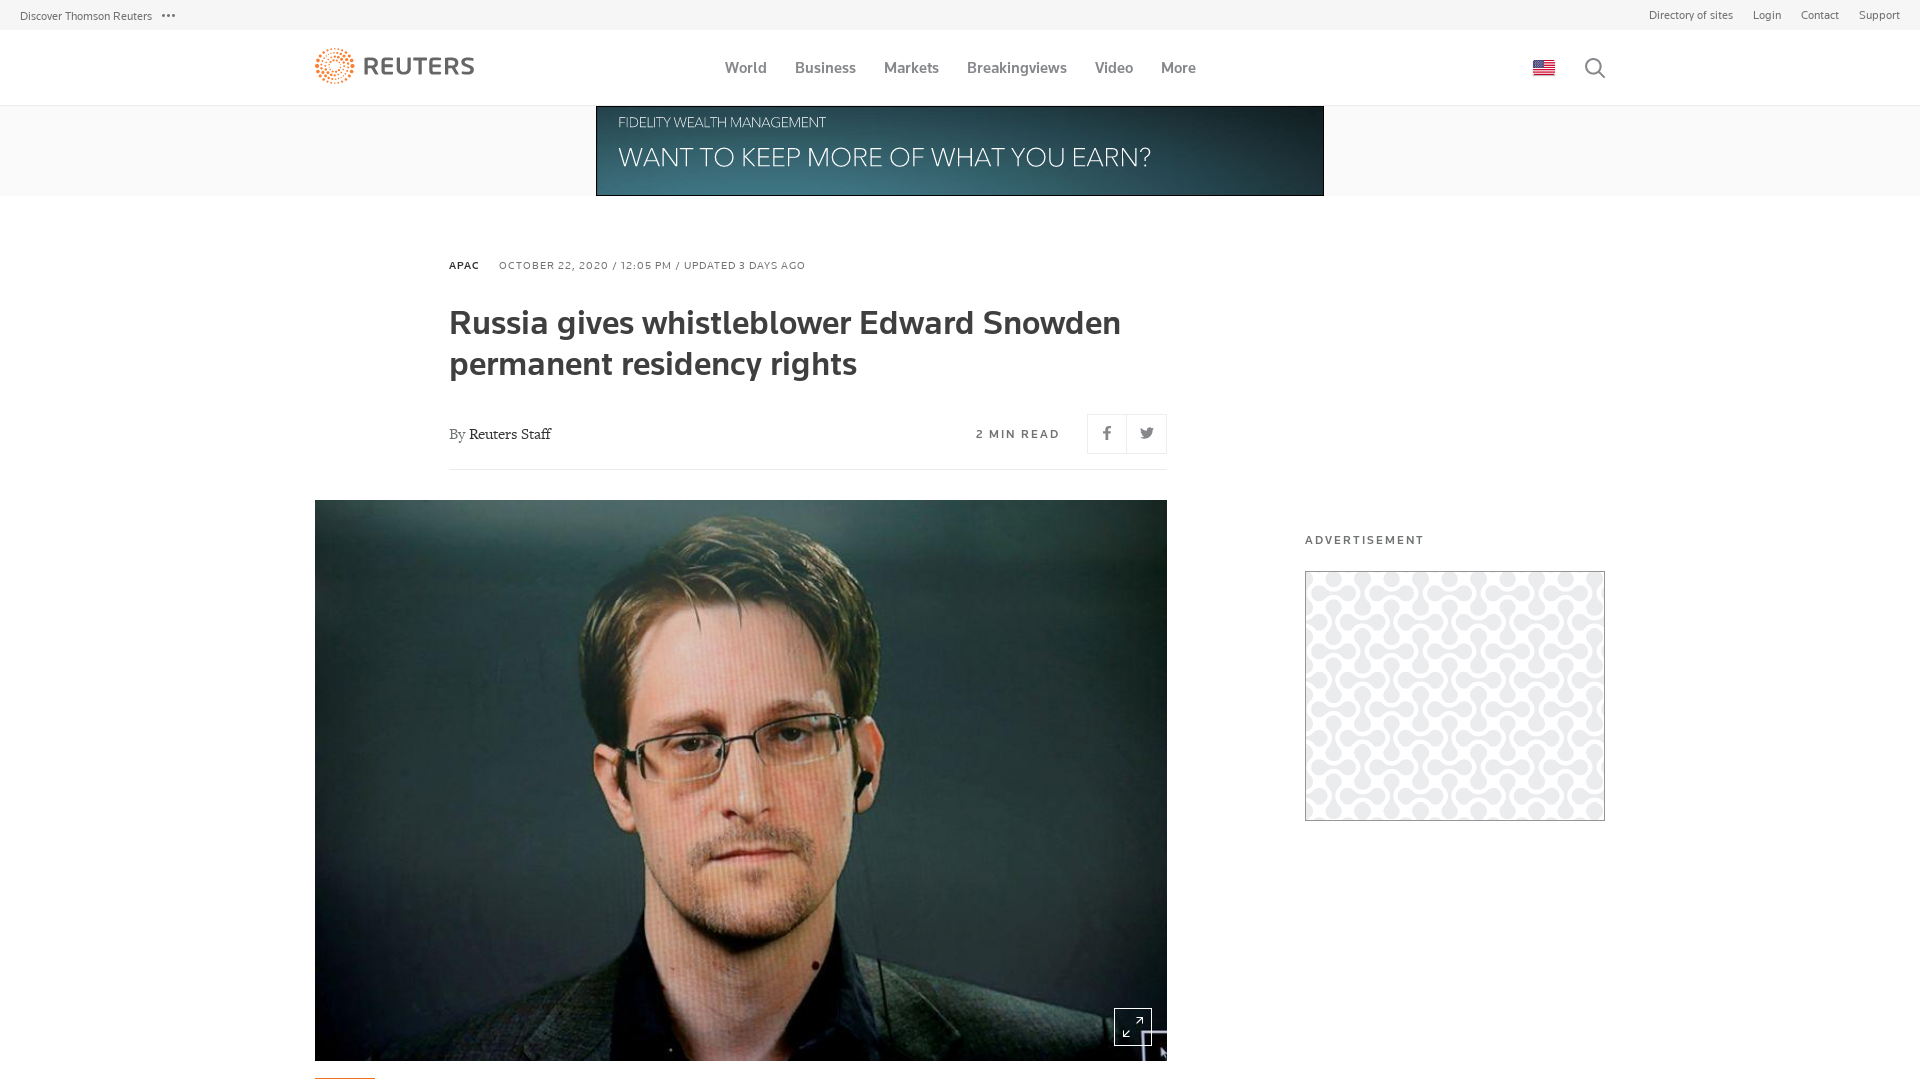 Discover Thomson Reuters
Directory of sites Login Contact Support
REUTERS
World Business Markets Breakingviews Video More
FIDELITY WEALTH MANAGEMENT
WANT TO KEEP MORE OF WHAT YOU EARN?
APAC OCTOBER 22, 2020 / 12:05 PM / UPDATED 3 DAYS AGO
Russia gives whistleblower Edward Snowden
permanent residency rights
By Reuters Staff
2 MIN READ
ADVERTISEMENT